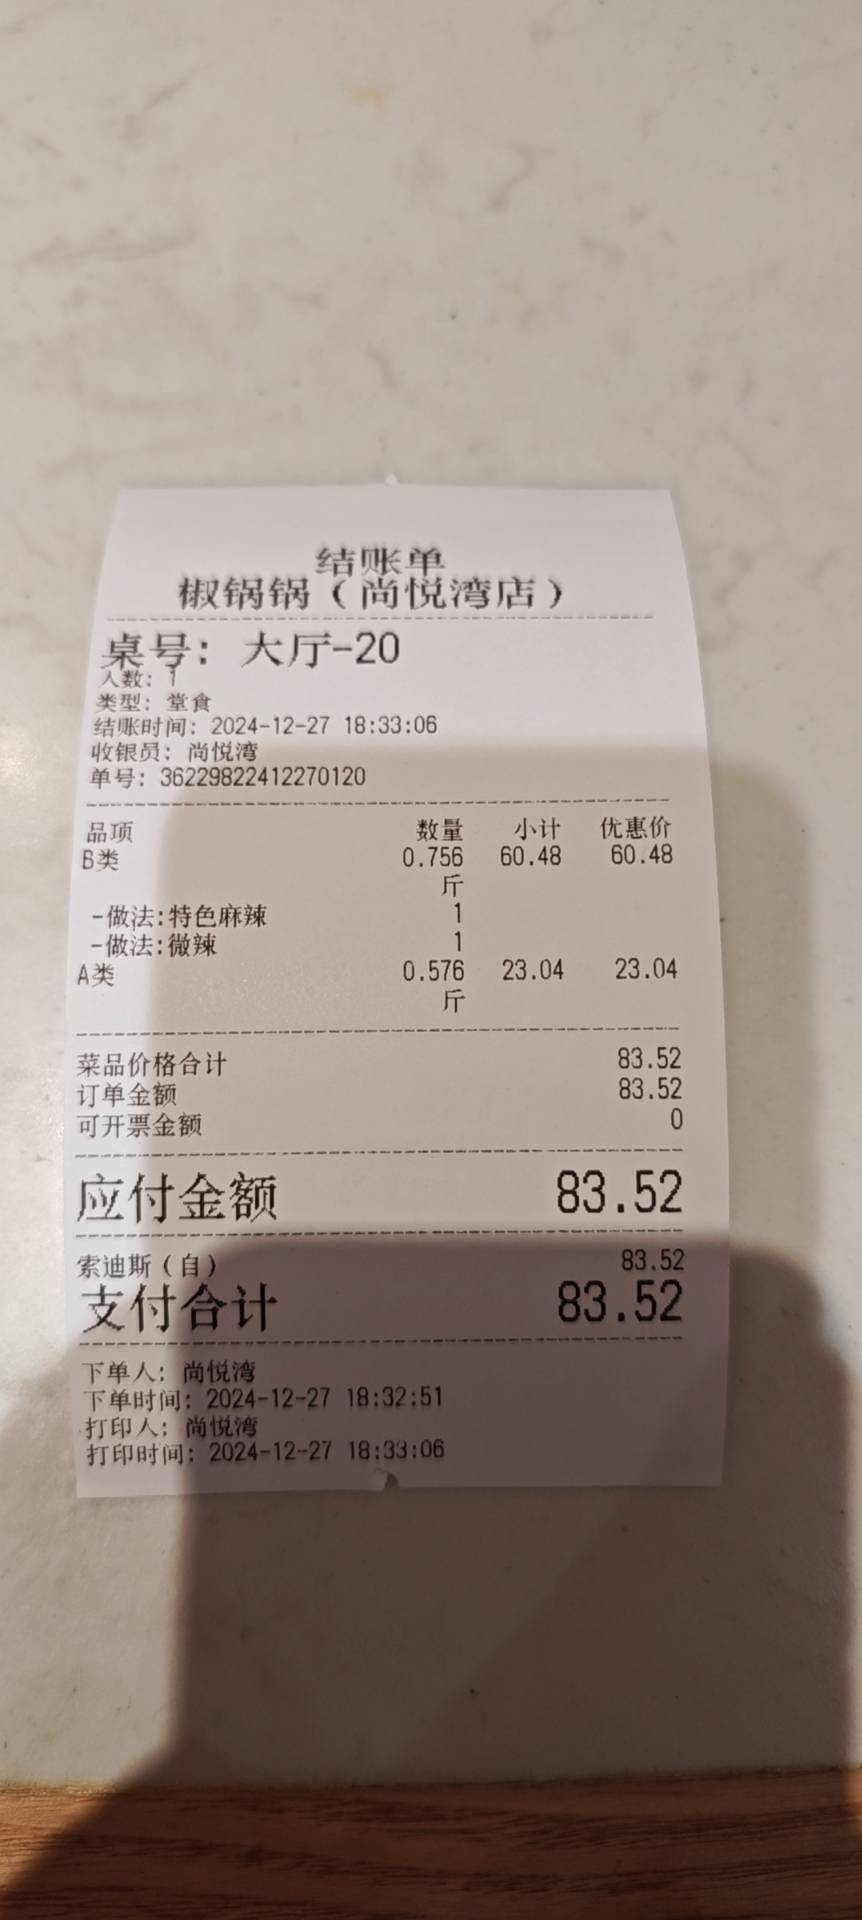 结账单
椒锅锅（尚悦湾店）
桌号：大厅-20
人数：1
类型：堂食
结账时间：2024-12-27 18:33:06
收银员：尚悦湾
单号：36229822412270120
品项 数量 小计 优惠价
B类 0.756 60.48 60.48
斤
-做法:特色麻辣 1
-做法:微辣 1
A类 0.576 23.04 23.04
斤
菜品价格合计 83.52
订单金额 83.52
可开票金额 0
应付金额 83.52
索迪斯（自） 83.52
支付合计 83.52
下单人：尚悦湾
下单时间：2024-12-27 18:32:51
打印人：尚悦湾
打印时间：2024-12-27 18:33:06